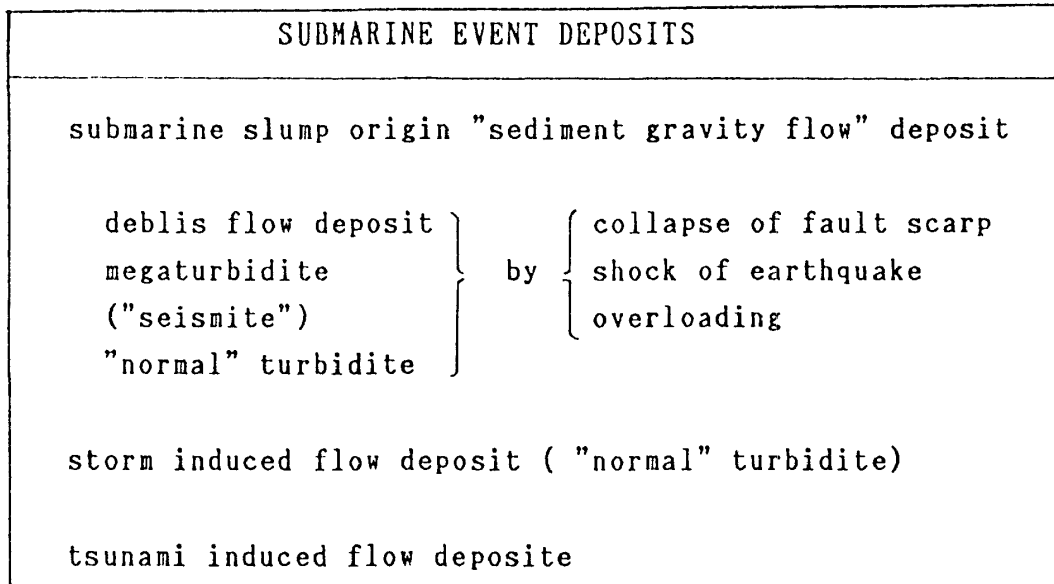 SUBMARINE EVENT DEPOSITS
submarine slump origin "sediment gravity flow" deposit
deblis flow deposit
megaturbidite
("seismite")
"normal" turbidite
by
collapse of fault scarp
shock of earthquake
overloading
storm induced flow deposit ( "normal" turbidite)
tsunami induced flow deposite